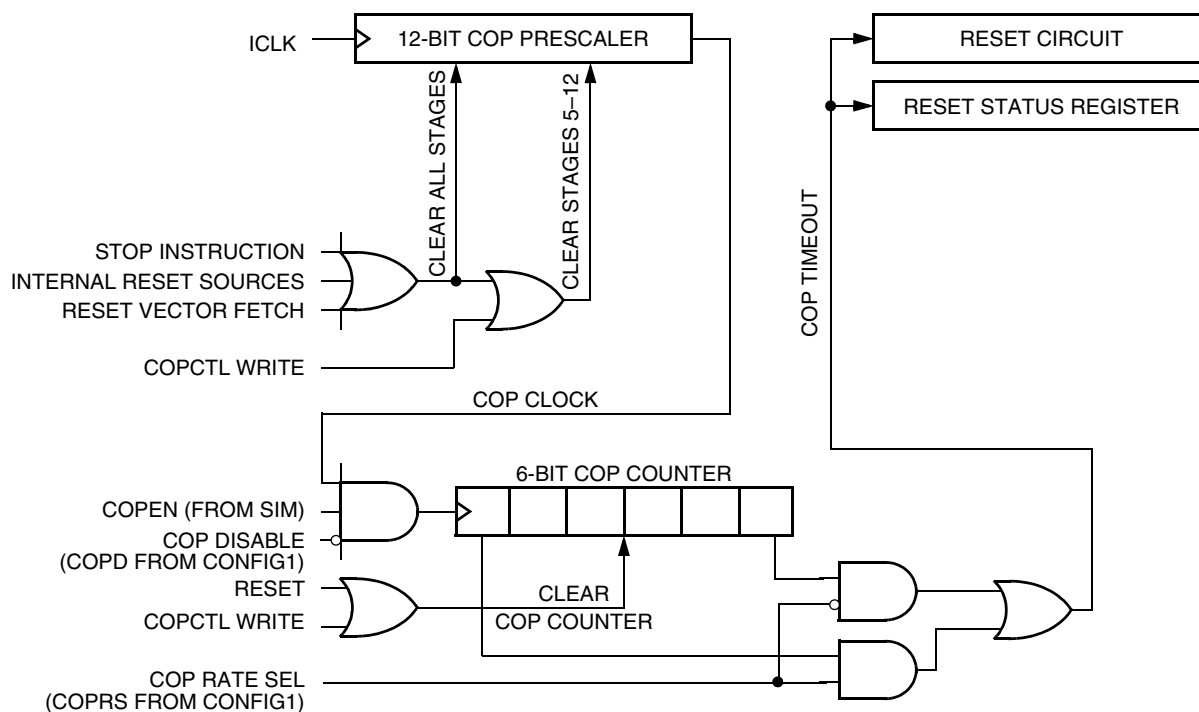 ICLK
12-BIT COP PRESCALER
RESET CIRCUIT
RESET STATUS REGISTER
CLEAR ALL STAGES
CLEAR STAGES 5–12
COP TIMEOUT
STOP INSTRUCTION
INTERNAL RESET SOURCES
RESET VECTOR FETCH
COPCTL WRITE
COP CLOCK
6-BIT COP COUNTER
COPEN (FROM SIM)
COP DISABLE
(COPD FROM CONFIG1)
RESET
COPCTL WRITE
CLEAR
COP COUNTER
COP RATE SEL
(COPRS FROM CONFIG1)